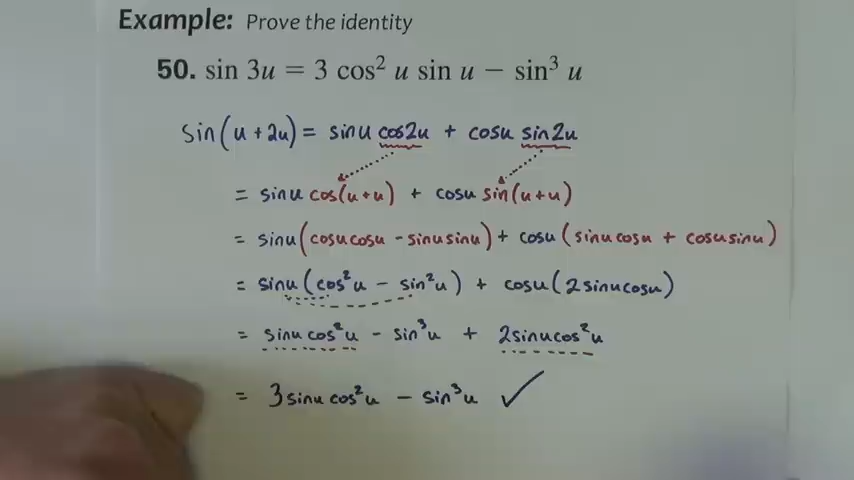 Example: Prove the identity
50. sin 3u = 3 cos² u sin u − sin³ u
sin(u+2u) = sinu cos2u + cosu sin2u
= sinu cos(u+u) + cosu sin(u+u)
= sinu(cosucosu - sinusinu) + cosu(sinucosu + cosusinu)
= sinu(cos²u - sin²u) + cosu(2sinucosu)
= sinucos²u - sin³u + 2sinucos²u
= 3sinucos²u - sin³u ✓